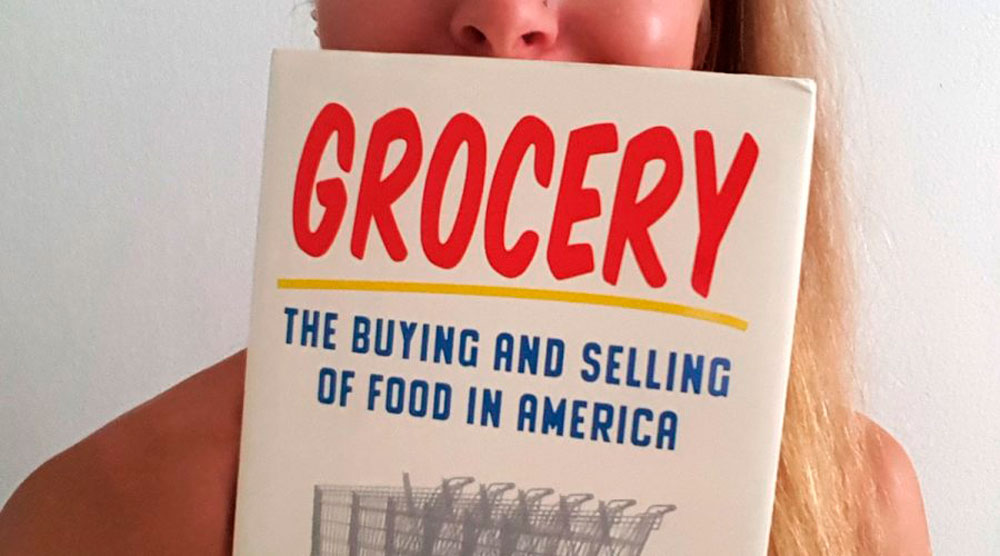 GROCERY
THE BUYING AND SELLING
OF FOOD IN AMERICA